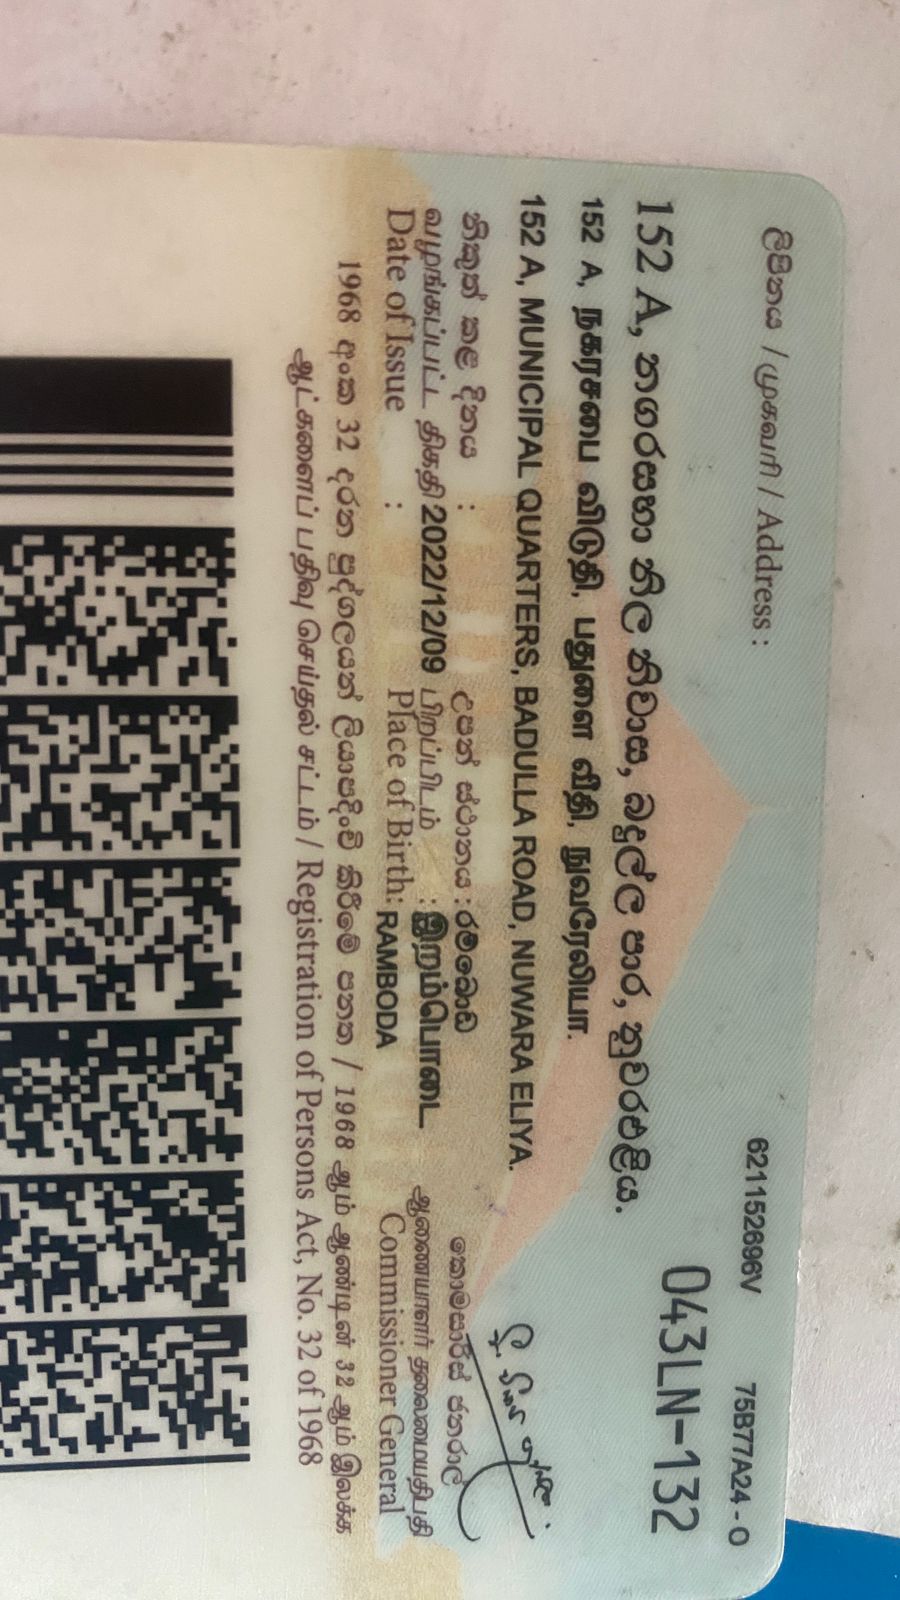 ලිපිනය / முகவரி / Address :
621152696V
75B77A24 - 0
043LN-132
152 A, නගරසභා නිල නිවාස, බදුල්ල පාර, නුවරඑළිය.
152 A, நகரசபை விடுதி, பதுளை வீதி, நுவரேலியா.
152 A, MUNICIPAL QUARTERS, BADULLA ROAD, NUWARA ELIYA.
නිකුත් කළ දිනය : උපන් ස්ථානය : රම්බොඩ
வழங்கப்பட்ட திகதி 2022/12/09 பிறப்பிடம் : இறம்பொடை
Date of Issue : Place of Birth: RAMBODA
කොමසාරිස් ජනරාල්
ஆணையாளர் தலைமையதிபதி
Commissioner General
1968 අංක 32 දරන පුද්ගලයන් ලියාපදිංචි කිරීමේ පනත / 1968 ஆம் ஆண்டின் 32 ஆம் இலக்க
ஆட்களைப் பதிவு செய்தல் சட்டம் / Registration of Persons Act, No. 32 of 1968